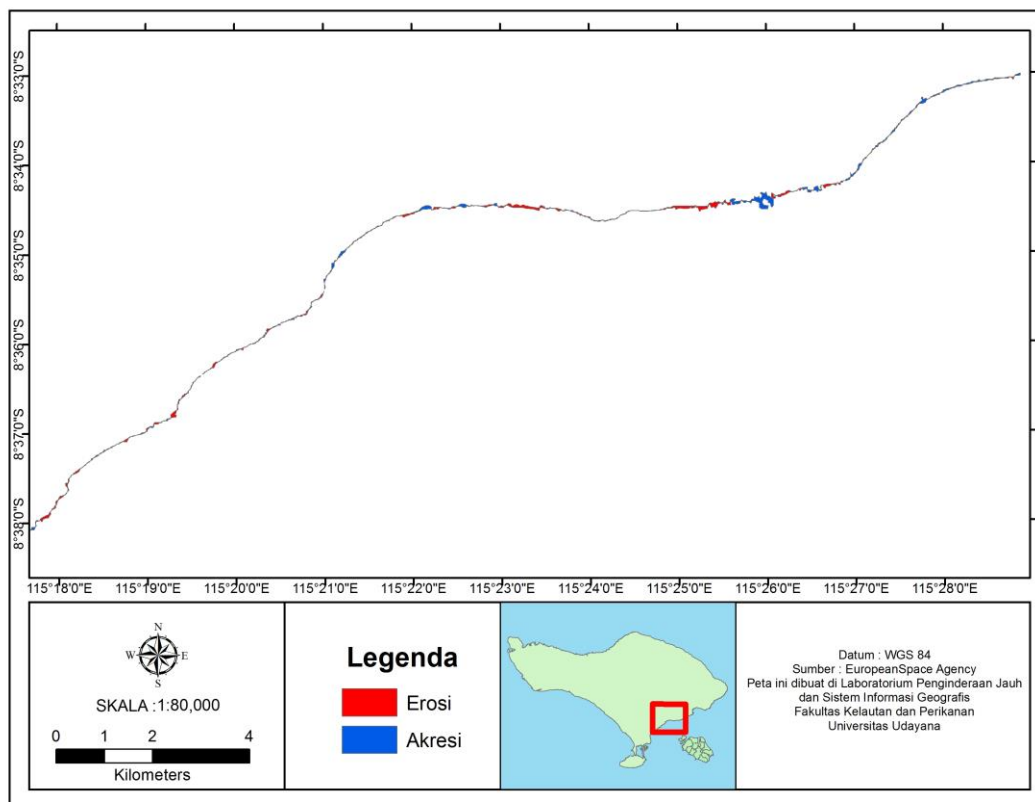 8°33'0"S
8°34'0"S
8°35'0"S
8°36'0"S
8°37'0"S
8°38'0"S
115°18'0"E
115°19'0"E
115°20'0"E
115°21'0"E
115°22'0"E
115°23'0"E
115°24'0"E
115°25'0"E
115°26'0"E
115°27'0"E
115°28'0"E
N
W
E
S
SKALA :1:80,000
0 1 2 4
Kilometers
Legenda
Erosi
Akresi
Datum : WGS 84
Sumber : EuropeanSpace Agency
Peta ini dibuat di Laboratorium Penginderaan Jauh
dan Sistem Informasi Geografis
Fakultas Kelautan dan Perikanan
Universitas Udayana